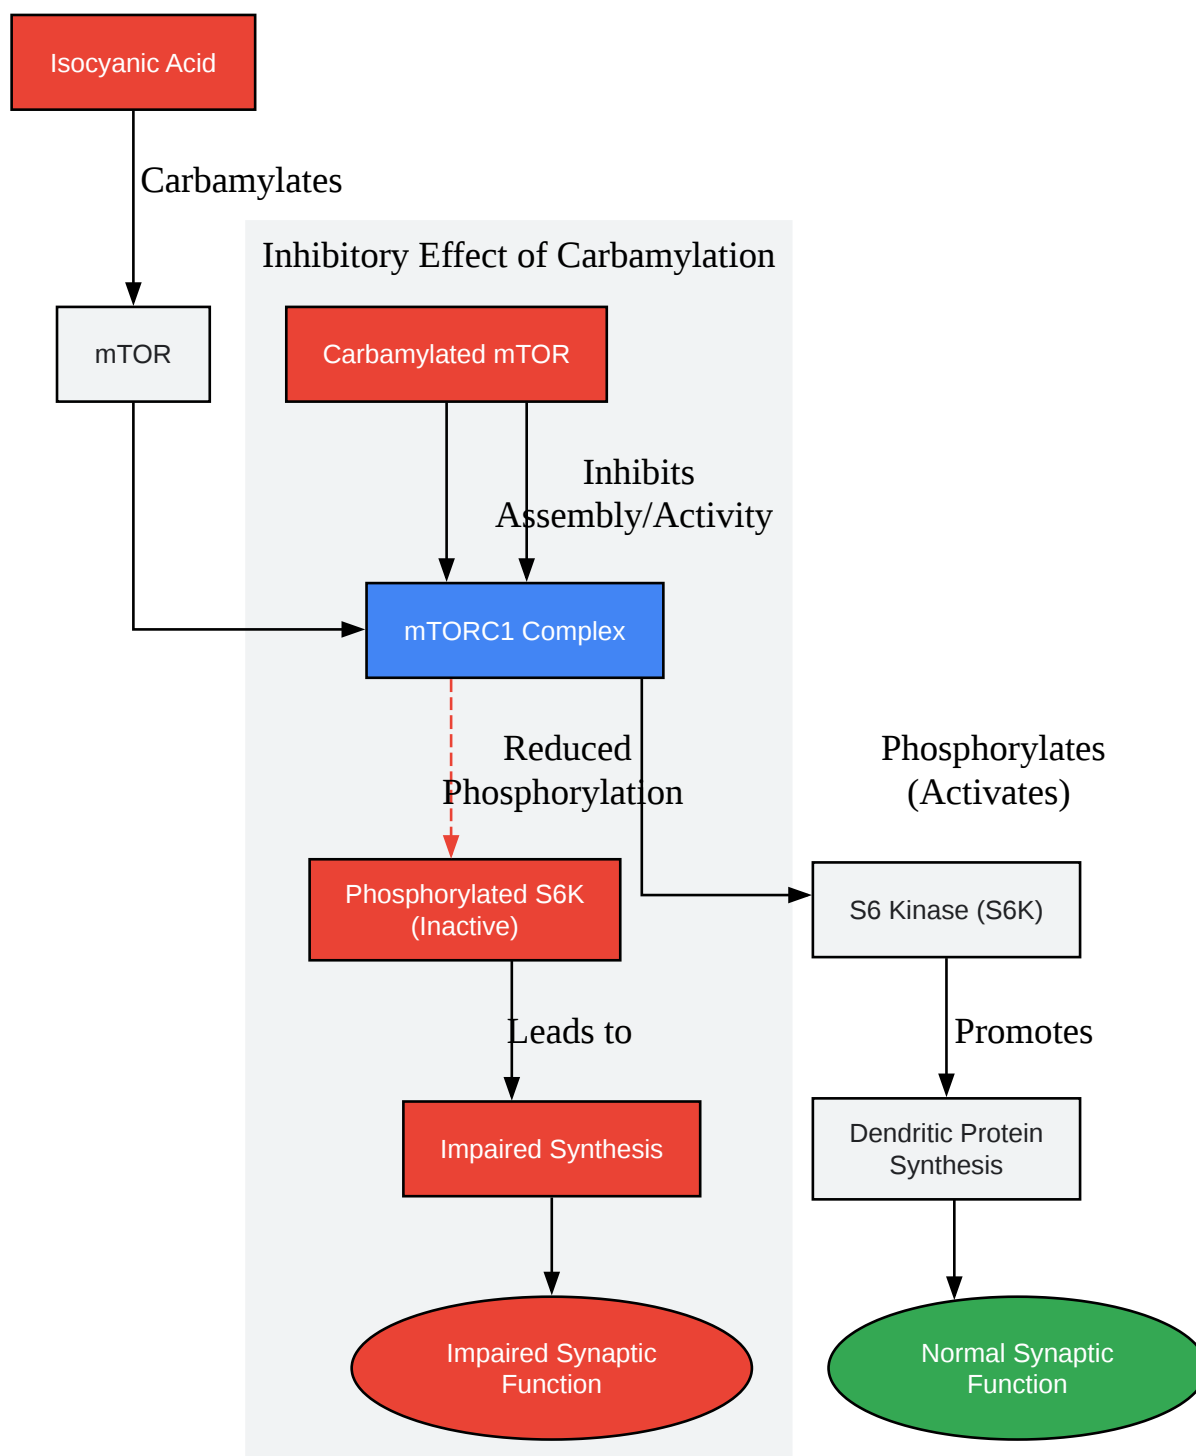 Isocyanic Acid
Carbamylates
Inhibitory Effect of Carbamylation
mTOR
Carbamylated mTOR
Inhibits
Assembly/Activity
mTORC1 Complex
Reduced
Phosphorylation
Phosphorylates
(Activates)
Phosphorylated S6K
(Inactive)
S6 Kinase (S6K)
Leads to
Promotes
Impaired Synthesis
Dendritic Protein
Synthesis
Impaired Synaptic
Function
Normal Synaptic
Function